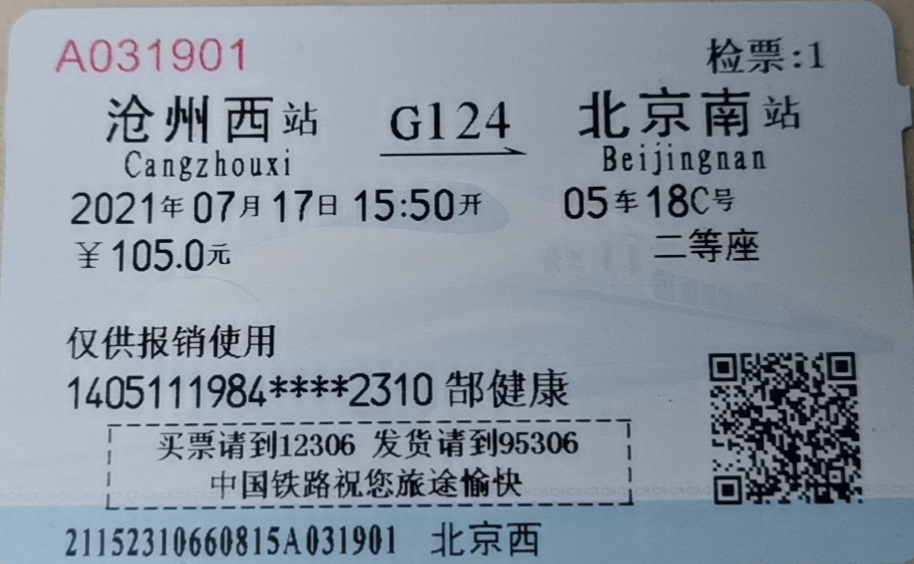 A031901 检票:1
沧州西站 G124 北京南站
Cangzhouxi Beijingnan
2021年07月17日 15:50开 05车18C号
￥105.0元 二等座
仅供报销使用
1405111984****2310 郜健康
买票请到12306 发货请到95306
中国铁路祝您旅途愉快
21152310660815A031901 北京西